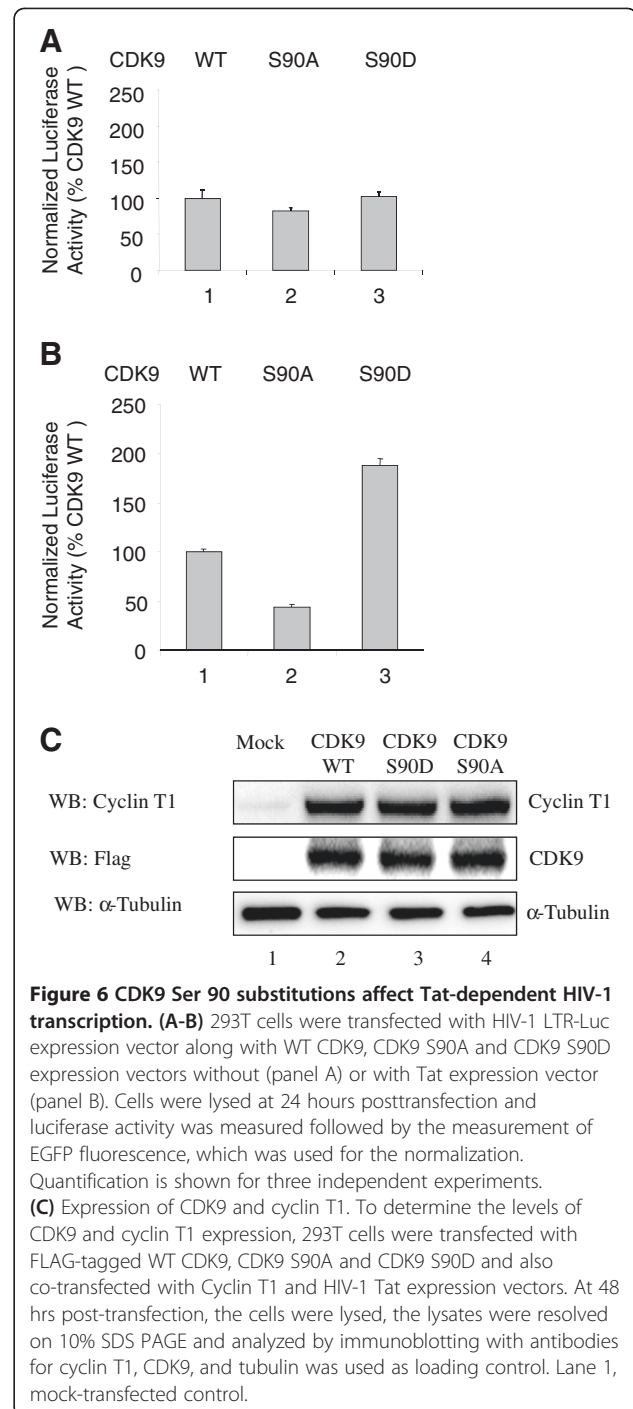 A
CDK9 WT S90A S90D
Normalized Luciferase
Activity (% CDK9 WT )
250
200
150
100
50
0
1 2 3
B
CDK9 WT S90A S90D
Normalized Luciferase
Activity (% CDK9 WT )
250
200
150
100
50
0
1 2 3
C
Mock CDK9 CDK9 CDK9
WT S90D S90A
WB: Cyclin T1 Cyclin T1
WB: Flag CDK9
WB: α-Tubulin α-Tubulin
1 2 3 4
Figure 6 CDK9 Ser 90 substitutions affect Tat-dependent HIV-1
transcription. (A-B) 293T cells were transfected with HIV-1 LTR-Luc
expression vector along with WT CDK9, CDK9 S90A and CDK9 S90D
expression vectors without (panel A) or with Tat expression vector
(panel B). Cells were lysed at 24 hours posttransfection and
luciferase activity was measured followed by the measurement of
EGFP fluorescence, which was used for the normalization.
Quantification is shown for three independent experiments.
(C) Expression of CDK9 and cyclin T1. To determine the levels of
CDK9 and cyclin T1 expression, 293T cells were transfected with
FLAG-tagged WT CDK9, CDK9 S90A and CDK9 S90D and also
co-transfected with Cyclin T1 and HIV-1 Tat expression vectors. At 48
hrs post-transfection, the cells were lysed, the lysates were resolved
on 10% SDS PAGE and analyzed by immunoblotting with antibodies
for cyclin T1, CDK9, and tubulin was used as loading control. Lane 1,
mock-transfected control.